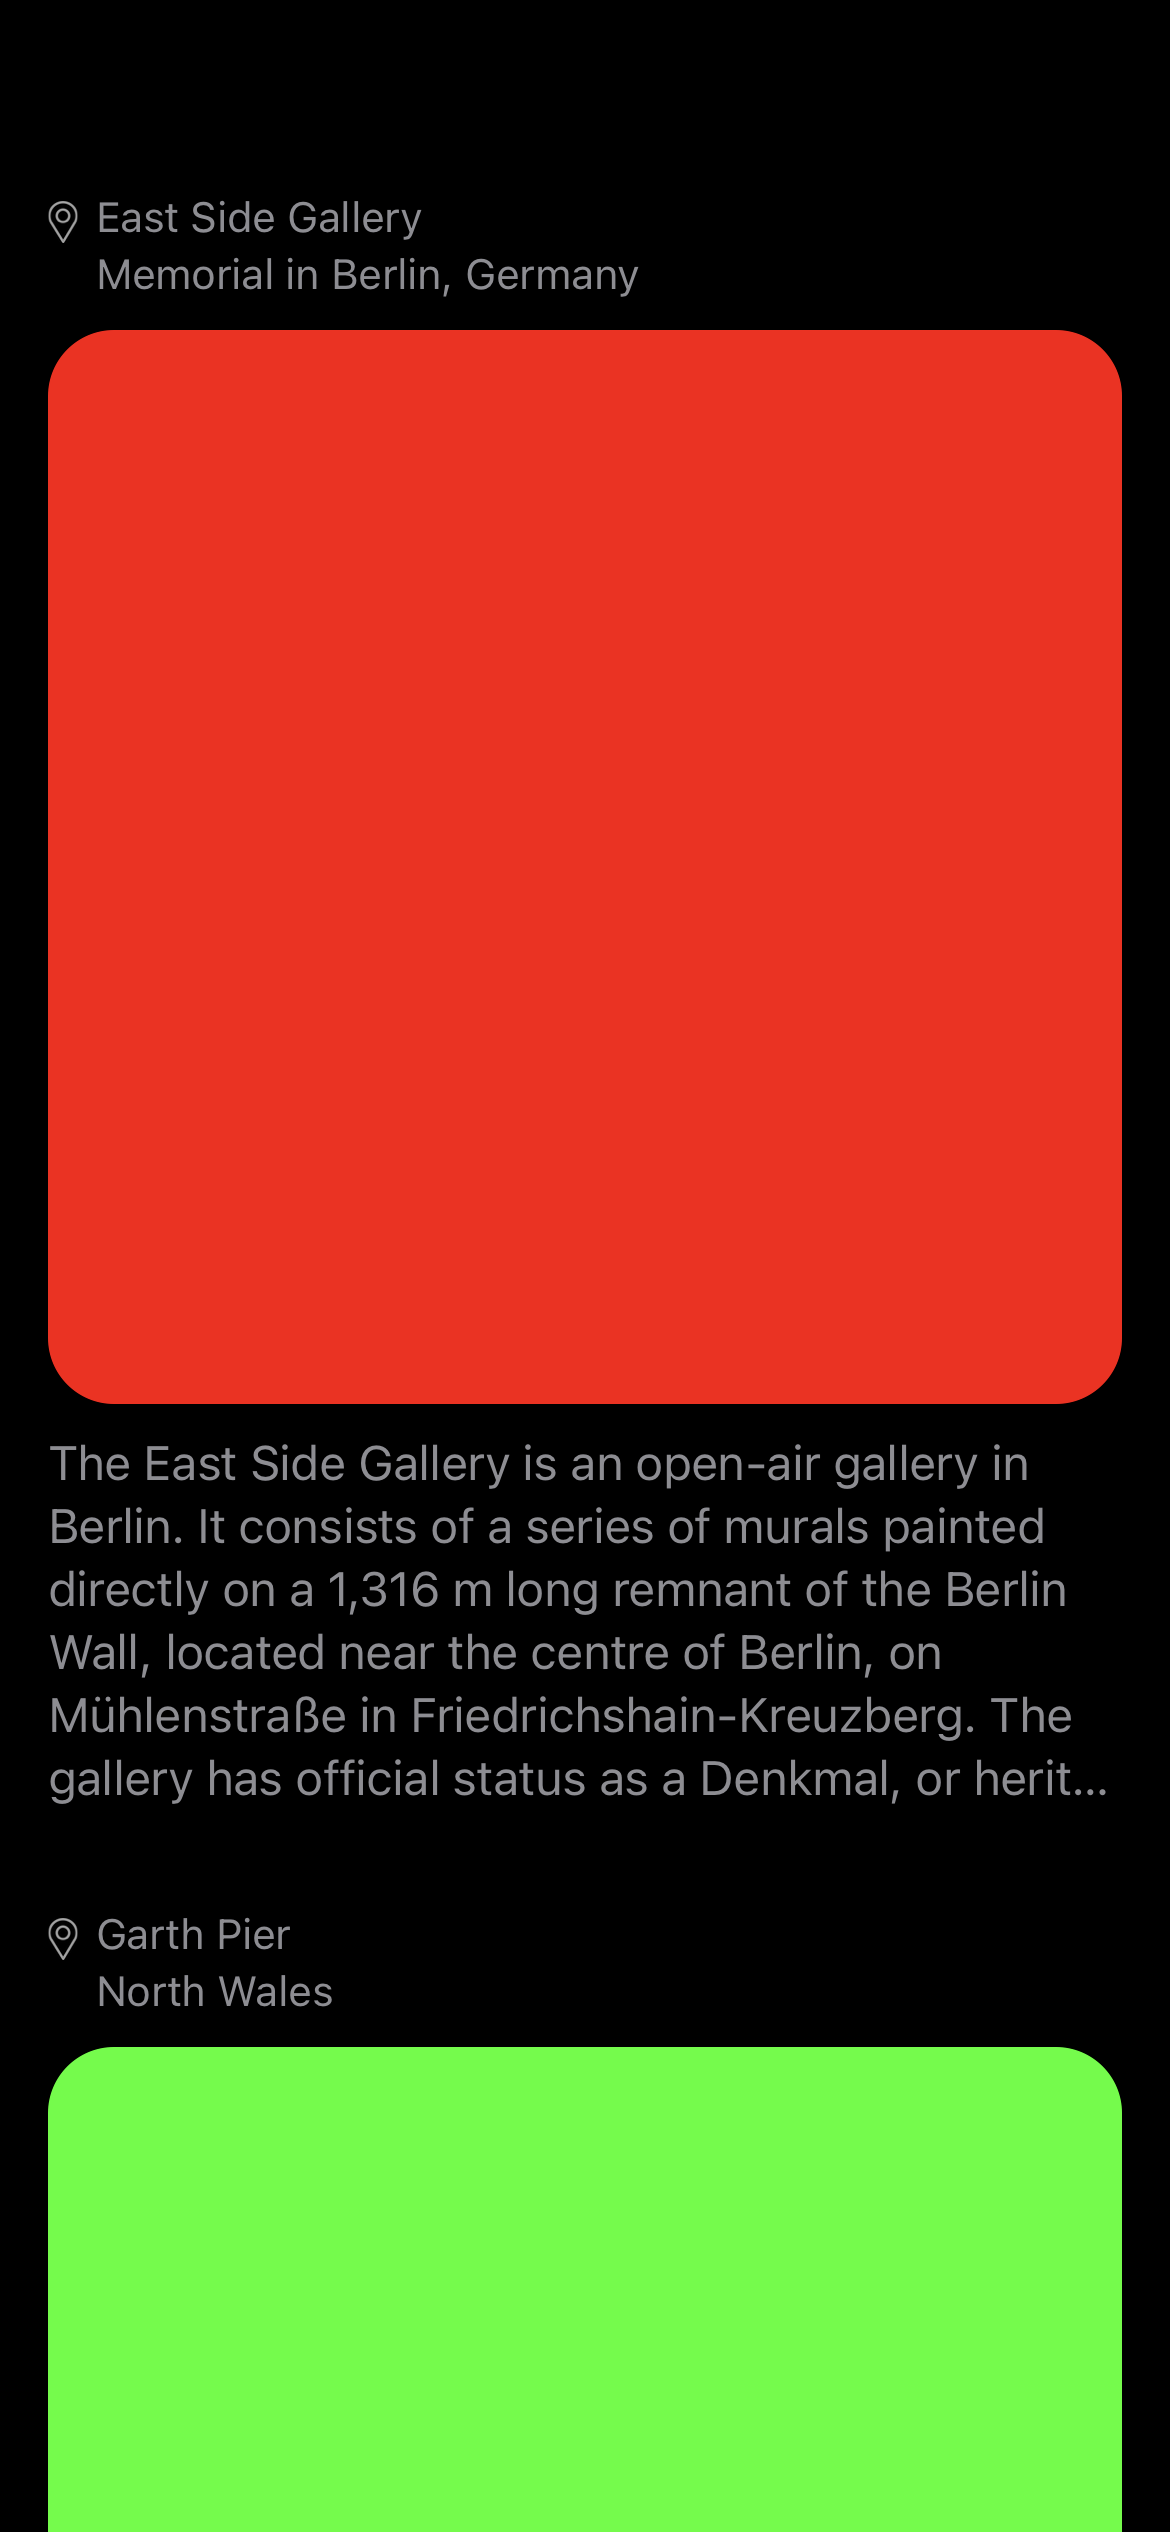 East Side Gallery
Memorial in Berlin, Germany
The East Side Gallery is an open-air gallery in
Berlin. It consists of a series of murals painted
directly on a 1,316 m long remnant of the Berlin
Wall, located near the centre of Berlin, on
Mühlenstraße in Friedrichshain-Kreuzberg. The
gallery has official status as a Denkmal, or herit...
Garth Pier
North Wales